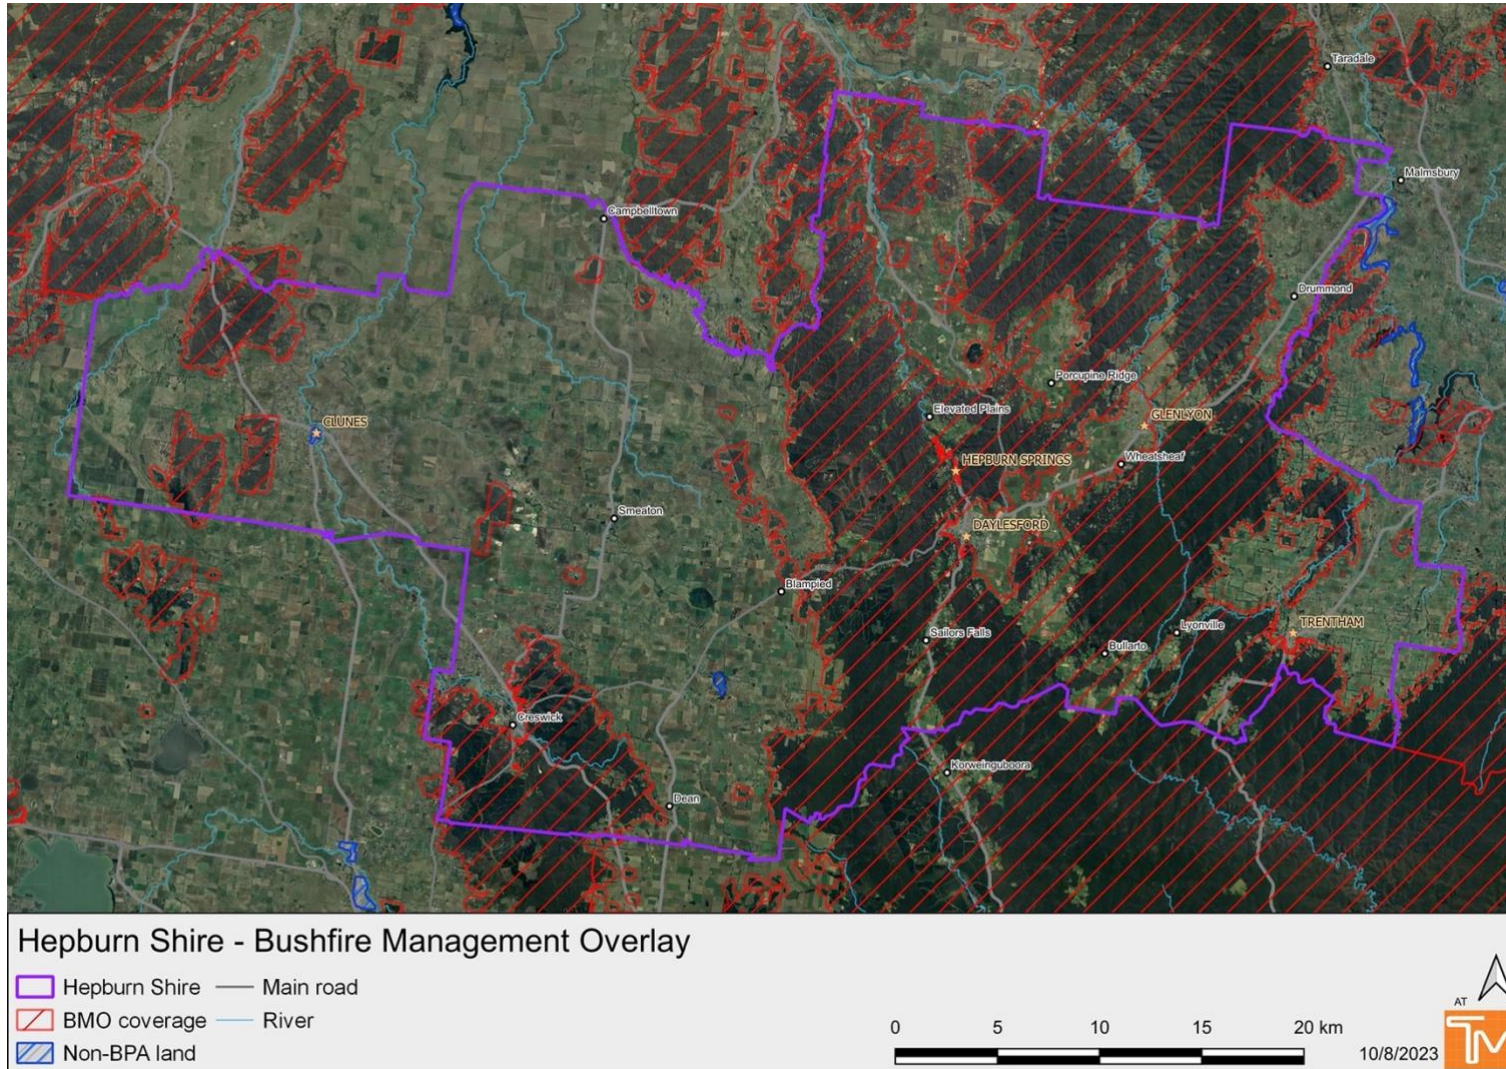 Taradale
Malmsbury
Campbelltown
Drummond
Porcupine Ridge
Elevated Plains
GLENLYON
CLUNES
Wheatsheaf
HEPBURN SPRINGS
Smeaton
DAYLESFORD
Blampied
TRENTHAM
Lyonville
Sailors Falls
Bullarto
Creswick
Korweinguboora
Dean
Hepburn Shire - Bushfire Management Overlay
Hepburn Shire
Main road
BMO coverage
River
Non-BPA land
0 5 10 15 20 km
10/8/2023
AT
TM